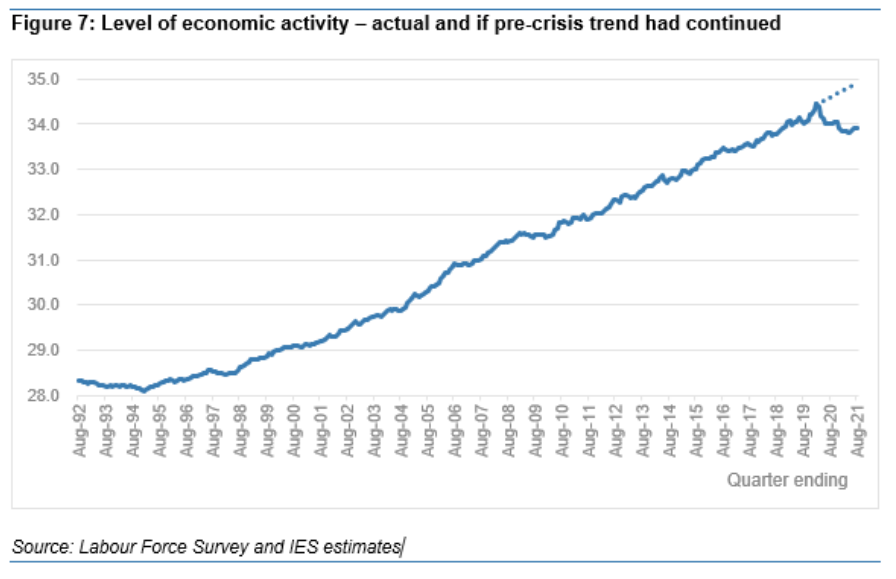 Figure 7: Level of economic activity – actual and if pre-crisis trend had continued
35.0
34.0
33.0
32.0
31.0
30.0
29.0
28.0
Aug-92
Aug-93
Aug-94
Aug-95
Aug-96
Aug-97
Aug-98
Aug-99
Aug-00
Aug-01
Aug-02
Aug-03
Aug-04
Aug-05
Aug-06
Aug-07
Aug-08
Aug-09
Aug-10
Aug-11
Aug-12
Aug-13
Aug-14
Aug-15
Aug-16
Aug-17
Aug-18
Aug-19
Aug-20
Aug-21
Quarter ending
Source: Labour Force Survey and IES estimates